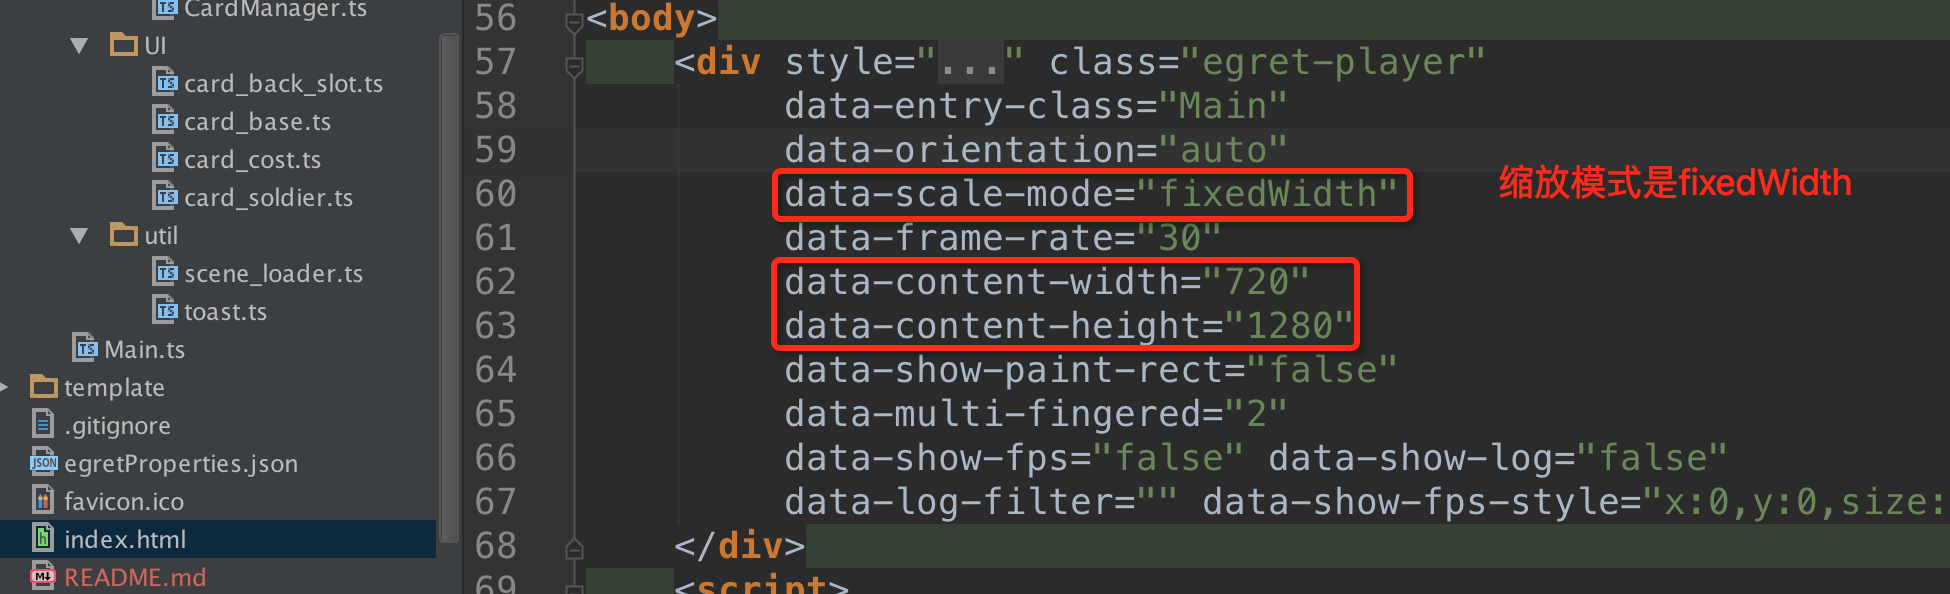 CardManager.ts
UI
card_back_slot.ts
card_base.ts
card_cost.ts
card_soldier.ts
util
scene_loader.ts
toast.ts
Main.ts
template
.gitignore
egretProperties.json
favicon.ico
index.html
README.md
56 <body>
57 <div style="..." class="egret-player"
58 data-entry-class="Main"
59 data-orientation="auto"
60 data-scale-mode="fixedWidth"
缩放模式是fixedWidth
61 data-frame-rate="30"
62 data-content-width="720"
63 data-content-height="1280"
64 data-show-paint-rect="false"
65 data-multi-fingered="2"
66 data-show-fps="false" data-show-log="false"
67 data-log-filter="" data-show-fps-style="x:0,y:0,size:
68 </div>
69 <script>